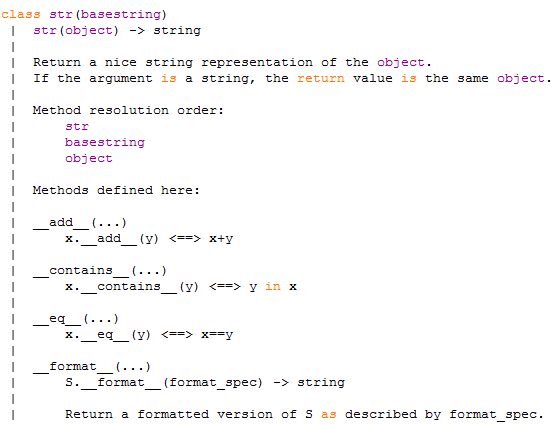 class str(basestring)
 |  str(object) -> string
 |
 |  Return a nice string representation of the object.
 |  If the argument is a string, the return value is the same object.
 |
 |  Method resolution order:
 |      str
 |      basestring
 |      object
 |
 |  Methods defined here:
 |
 |  __add__(...)
 |      x.__add__(y) <==> x+y
 |
 |  __contains__(...)
 |      x.__contains__(y) <==> y in x
 |
 |  __eq__(...)
 |      x.__eq__(y) <==> x==y
 |
 |  __format__(...)
 |      S.__format__(format_spec) -> string
 |
 |      Return a formatted version of S as described by format_spec.